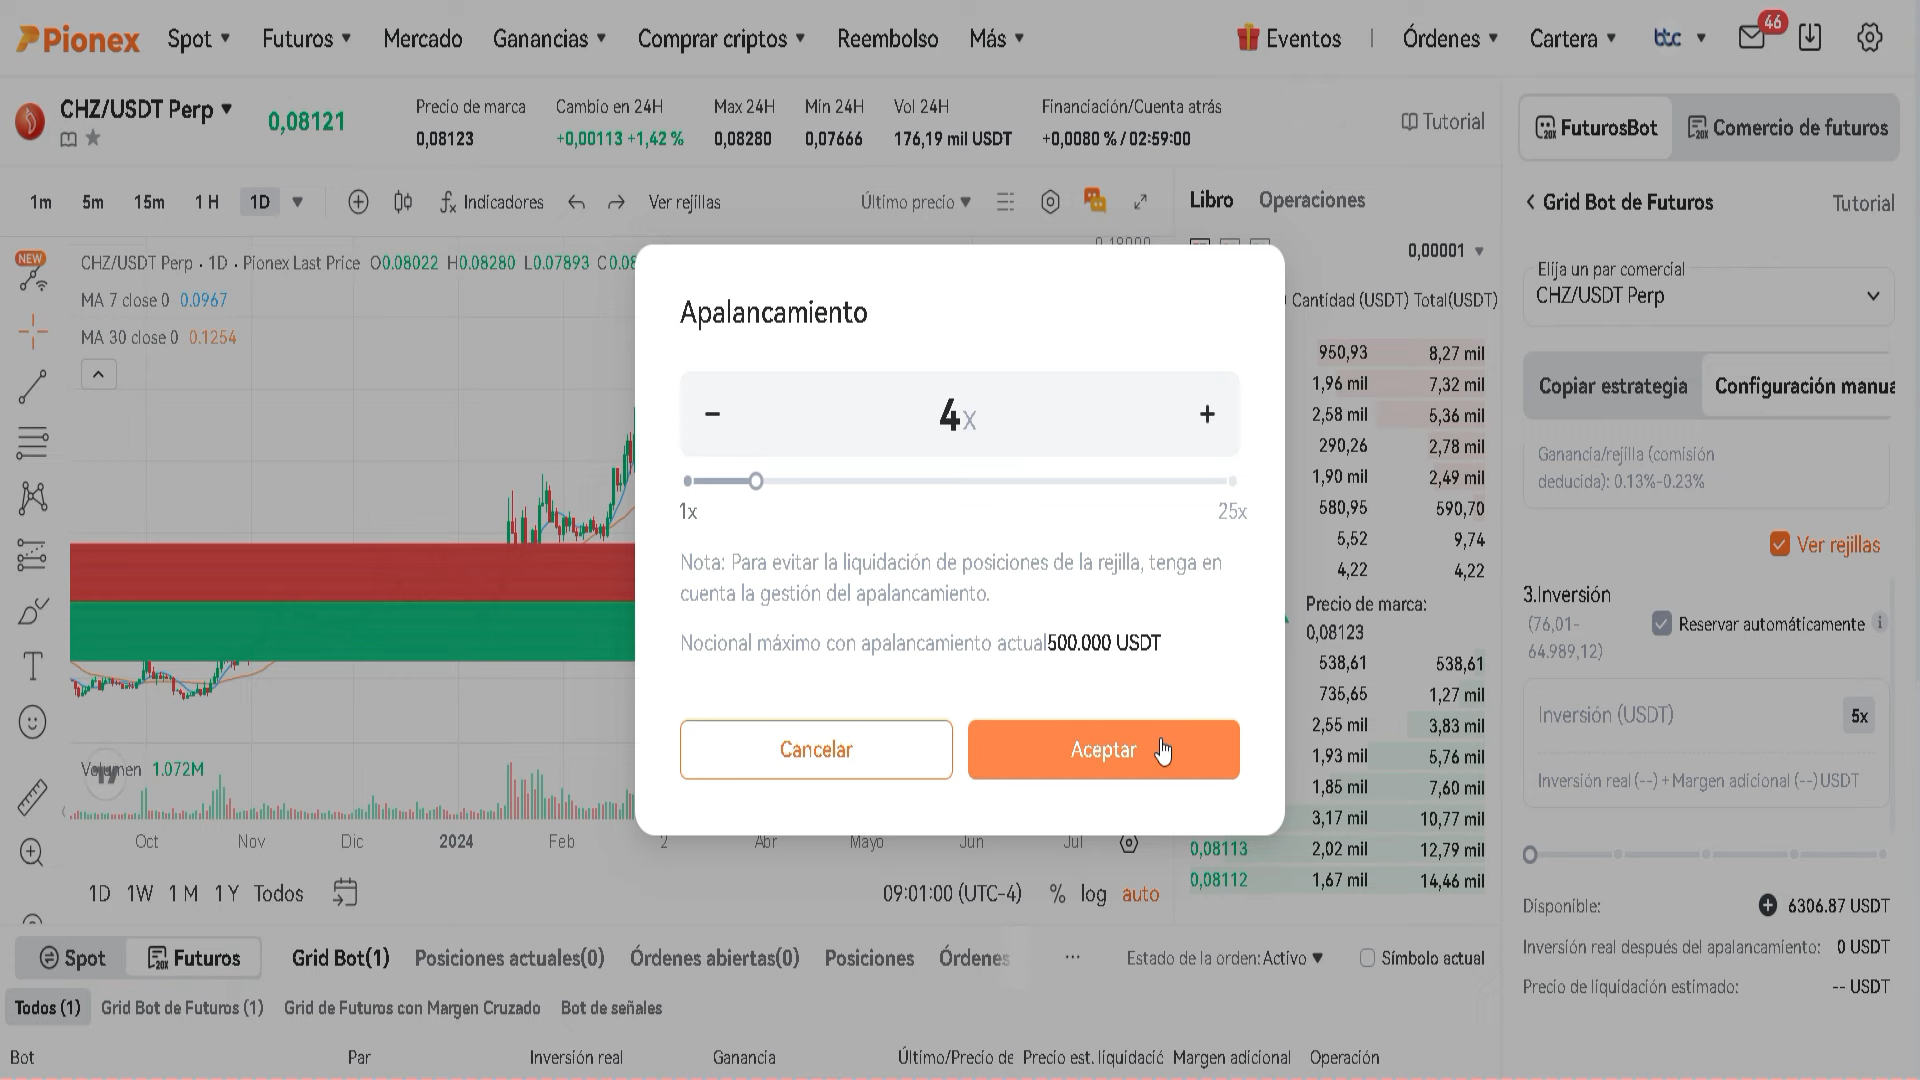 Pionex
Spot
Futuros
Mercado
Ganancias
Comprar criptos
Reembolso
Más
Eventos
Órdenes
Cartera
btc
46
CHZ/USDT Perp
0,08121
Precio de marca
0,08123
Cambio en 24H
+0,00113 +1,42 %
Max 24H
0,08280
Min 24H
0,07666
Vol 24H
176,19 mil USDT
Financiación/Cuenta atrás
+0,0080 % / 02:59:00
Tutorial
FuturosBot
Comercio de futuros
1m 5m 15m 1 H 1D
Indicadores
Ver rejillas
Último precio
Libro
Operaciones
Grid Bot de Futuros
Tutorial
NEW
CHZ/USDT Perp · 1D · Pionex Last Price O0.08022 H0.08280 L0.07893 C0.08
MA 7 close 0 0.0967
MA 30 close 0 0.1254
0,00001
Cantidad (USDT) Total(USDT)
950,93 8,27 mil
1,96 mil 7,32 mil
2,58 mil 5,36 mil
290,26 2,78 mil
1,90 mil 2,49 mil
580,95 590,70
5,52 9,74
4,22 4,22
Precio de marca:
0,08123
538,61 538,61
735,65 1,27 mil
2,55 mil 3,83 mil
1,93 mil 5,76 mil
1,85 mil 7,60 mil
3,17 mil 10,77 mil
0,08113 2,02 mil 12,79 mil
0,08112 1,67 mil 14,46 mil
Apalancamiento
− 4x +
1x 25x
Nota: Para evitar la liquidación de posiciones de la rejilla, tenga en
cuenta la gestión del apalancamiento.
Nocional máximo con apalancamiento actual500.000 USDT
Cancelar
Aceptar
Volumen 1.072M
Oct Nov Dic 2024 Feb 2 Abr Mayo Jun Jul
1D 1W 1 M 1 Y Todos
09:01:00 (UTC-4) % log auto
Elija un par comercial
CHZ/USDT Perp
Copiar estrategia
Configuración manua
Ganancia/rejilla (comisión
deducida): 0.13%-0.23%
Ver rejillas
3.Inversión
(76,01-
64.989,12)
Reservar automáticamente
Inversión (USDT) 5x
Inversión real (--) + Margen adicional (--) USDT
Disponible: 6306.87 USDT
Inversión real después del apalancamiento: 0 USDT
Precio de liquidación estimado: -- USDT
Spot
Futuros
Grid Bot(1)
Posiciones actuales(0)
Órdenes abiertas(0)
Posiciones
Órdenes
...
Estado de la orden:Activo
Símbolo actual
Todos (1)
Grid Bot de Futuros (1)
Grid de Futuros con Margen Cruzado
Bot de señales
Bot Par Inversión real Ganancia Último/Precio de Precio est. liquidació Margen adicional Operación